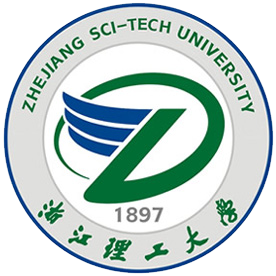 ZHEJIANG SCI-TECH UNIVERSITY
1897
浙江理工大学